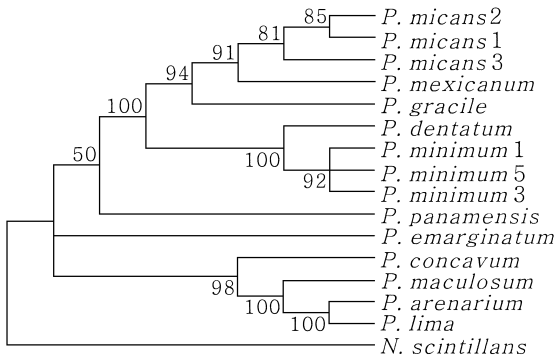 85 P. micans 2
81 P. micans 1
91 P. micans 3
94 P. mexicanum
100 P. gracile
P. dentatum
50 100 P. minimum 1
92 P. minimum 5
P. minimum 3
P. panamensis
P. emarginatum
P. concavum
98 P. maculosum
100 P. arenarium
100 P. lima
N. scintillans